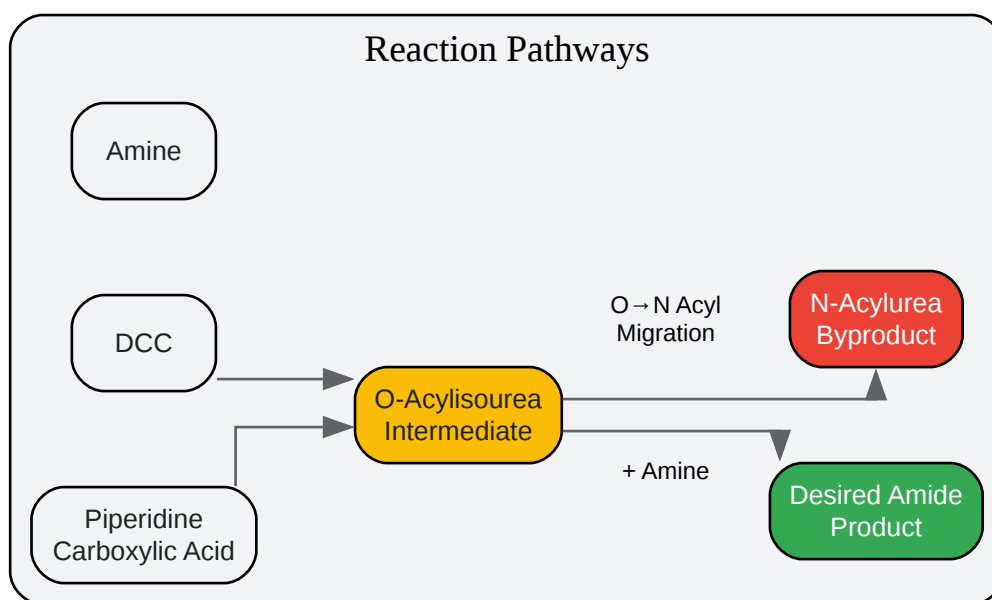 Reaction Pathways
Amine
DCC
Piperidine
Carboxylic Acid
O-Acylisourea
Intermediate
O→N Acyl
Migration
+ Amine
N-Acylurea
Byproduct
Desired Amide
Product